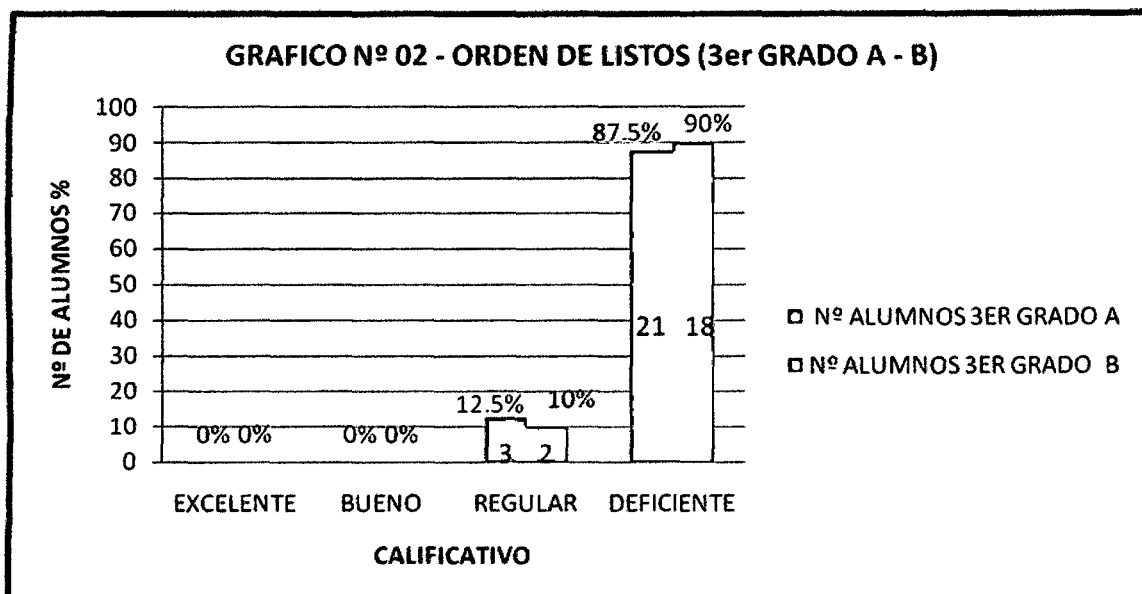 GRAFICO Nº 02 - ORDEN DE LISTOS (3er GRADO A - B)
Nº DE ALUMNOS %
100
90
80
70
60
50
40
30
20
10
0
0% 0%
0% 0%
12.5%
10%
3
2
87.5%
90%
21
18
EXCELENTE
BUENO
REGULAR
DEFICIENTE
CALIFICATIVO
Nº ALUMNOS 3ER GRADO A
Nº ALUMNOS 3ER GRADO B